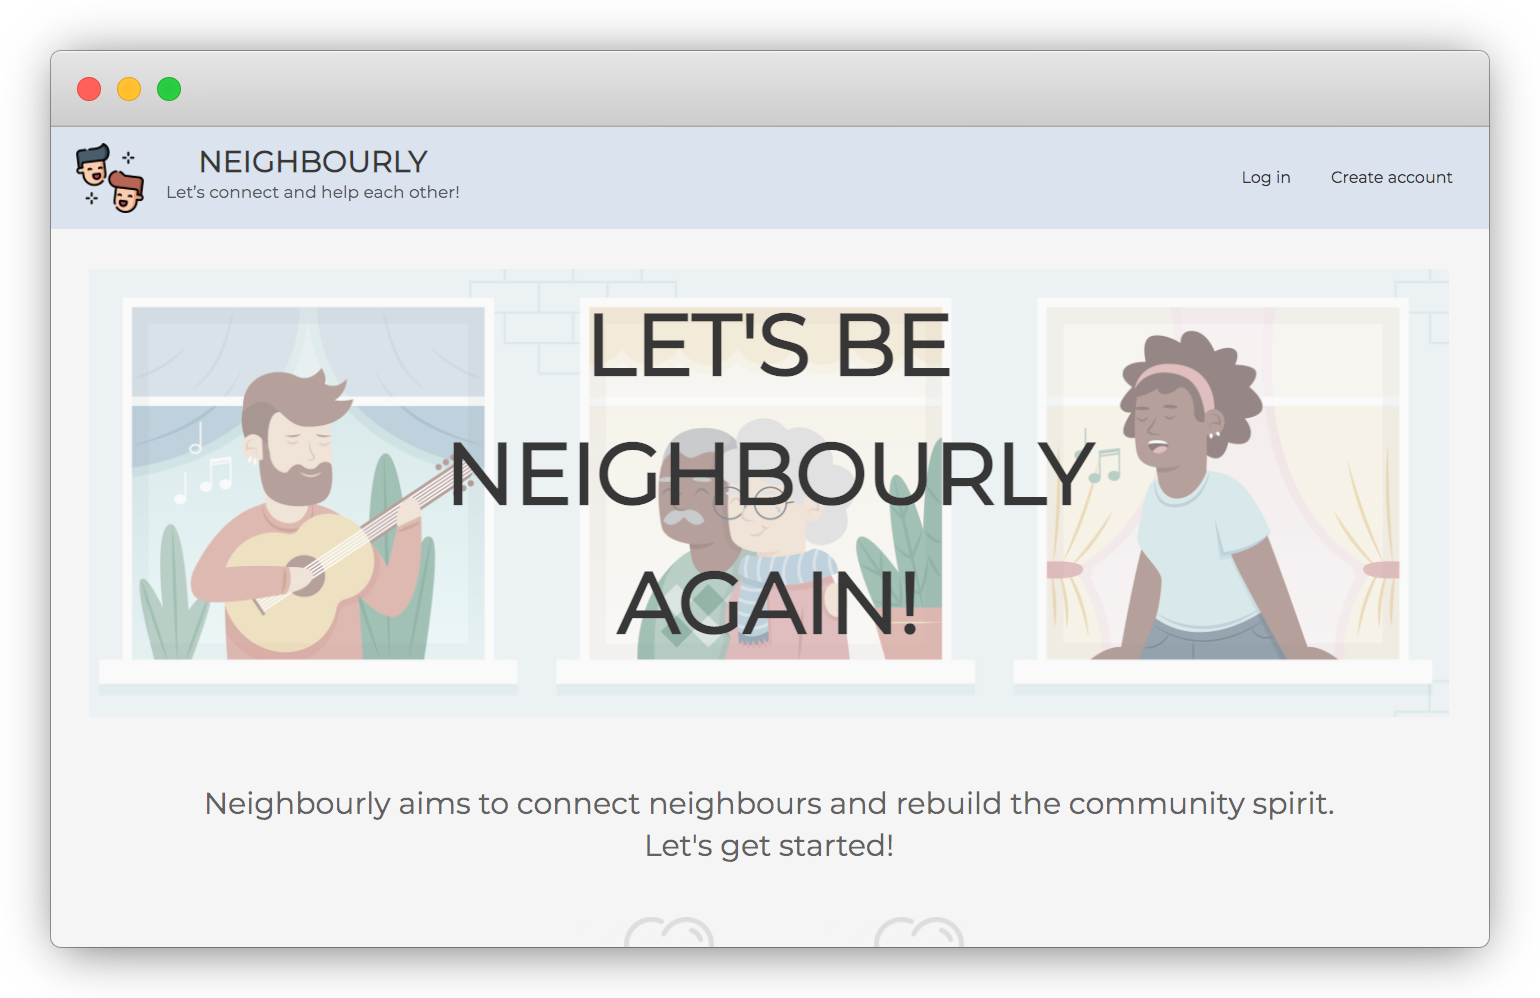 NEIGHBOURLY
Let's connect and help each other!
Log in
Create account
LET'S BE
NEIGHBOURLY
AGAIN!
Neighbourly aims to connect neighbours and rebuild the community spirit.
Let's get started!